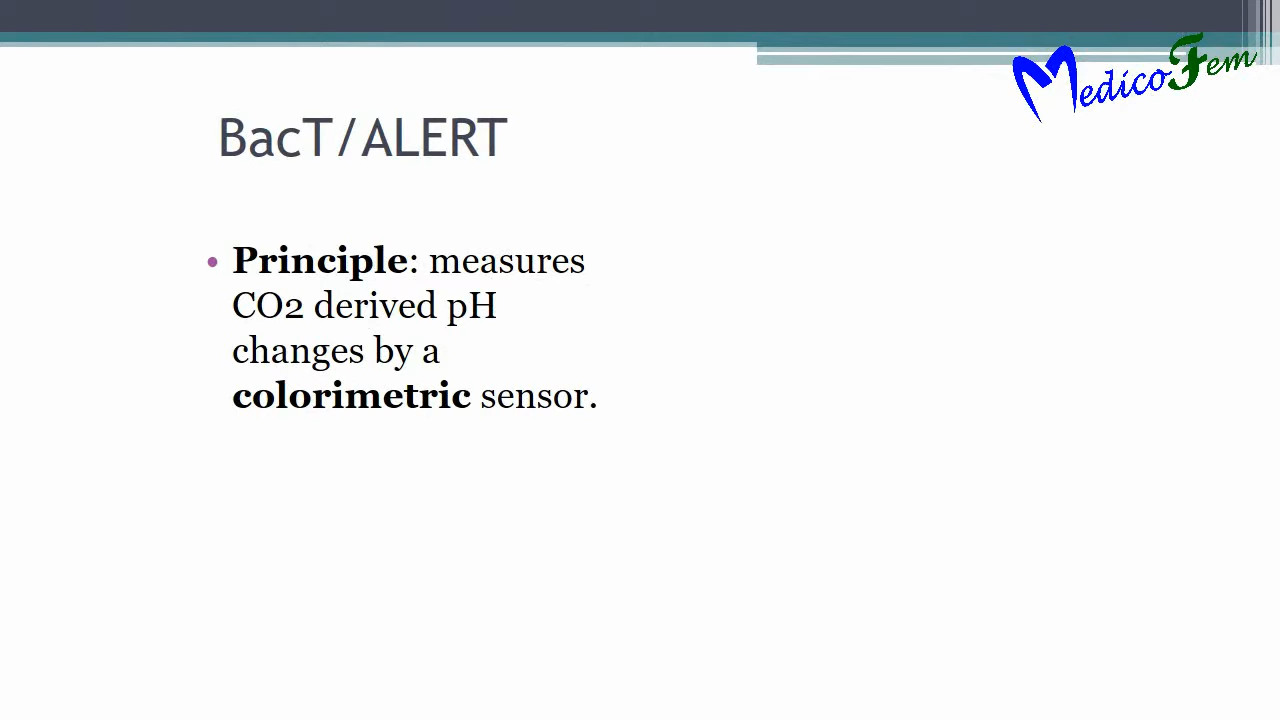 MedicoFem
BacT/ALERT
• Principle: measures
CO2 derived pH
changes by a
colorimetric sensor.